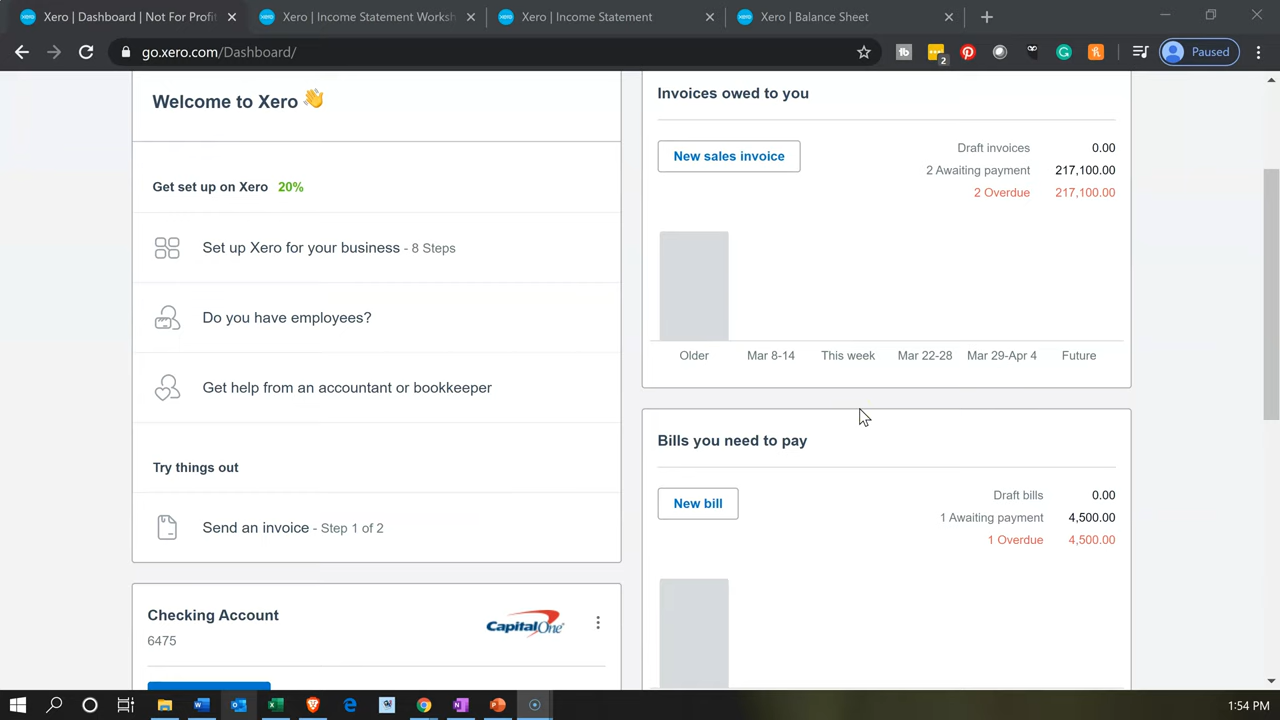 Xero | Dashboard | Not For Profit
Xero | Income Statement Worksh
Xero | Income Statement
Xero | Balance Sheet
go.xero.com/Dashboard/
2
Paused
Welcome to Xero 👋
Get set up on Xero 20%
Set up Xero for your business - 8 Steps
Do you have employees?
Get help from an accountant or bookkeeper
Try things out
Send an invoice - Step 1 of 2
Checking Account
6475
CapitalOne
Invoices owed to you
New sales invoice
Draft invoices 0.00
2 Awaiting payment 217,100.00
2 Overdue 217,100.00
Older Mar 8-14 This week Mar 22-28 Mar 29-Apr 4 Future
Bills you need to pay
New bill
Draft bills 0.00
1 Awaiting payment 4,500.00
1 Overdue 4,500.00
1:54 PM